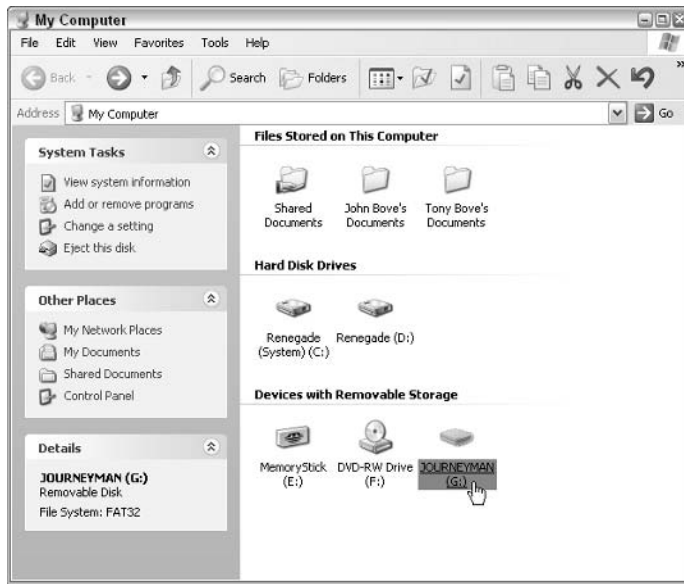 My Computer
File Edit View Favorites Tools Help
Back Search Folders
Address My Computer Go
System Tasks
View system information
Add or remove programs
Change a setting
Eject this disk
Other Places
My Network Places
My Documents
Shared Documents
Control Panel
Details
JOURNEYMAN (G:)
Removable Disk
File System: FAT32
Files Stored on This Computer
Shared Documents
John Bove's Documents
Tony Bove's Documents
Hard Disk Drives
Renegade (System) (C:)
Renegade (D:)
Devices with Removable Storage
MemoryStick (E:)
DVD-RW Drive (F:)
JOURNEYMAN (G:)